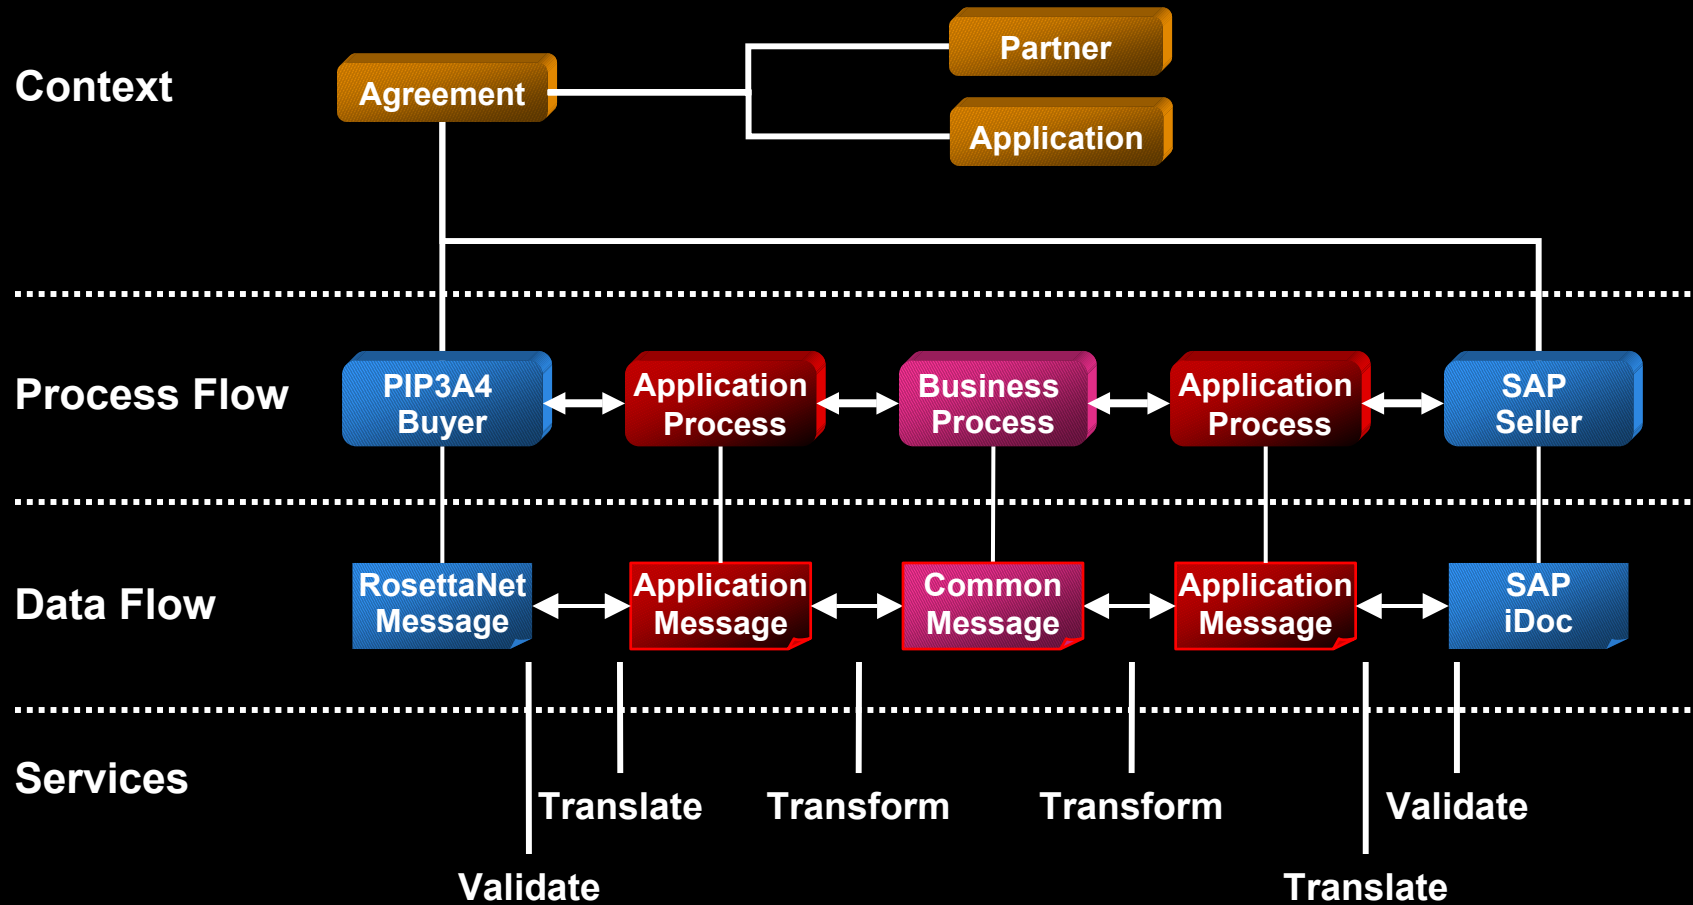 Context
Agreement
Partner
Application
Process Flow
PIP3A4
Buyer
Application
Process
Business
Process
Application
Process
SAP
Seller
Data Flow
RosettaNet
Message
Application
Message
Common
Message
Application
Message
SAP
iDoc
Services
Translate
Transform
Transform
Validate
Validate
Translate